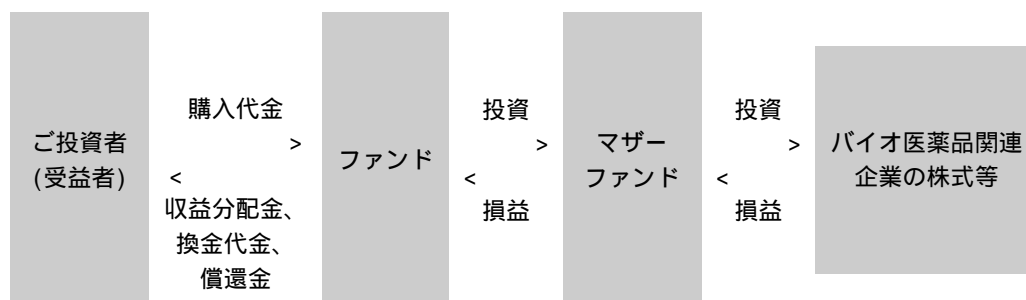 ご投資者
(受益者)
購入代金
>
<
収益分配金、
換金代金、
償還金
ファンド
投資
>
<
損益
マザー
ファンド
投資
>
<
損益
バイオ医薬品関連
企業の株式等